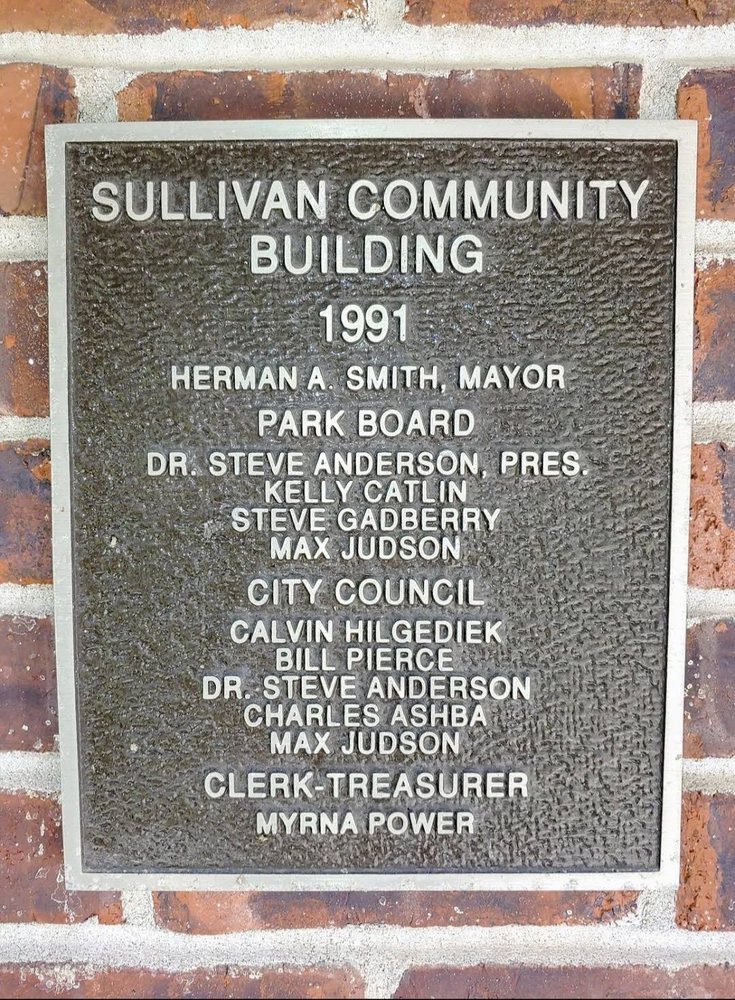 SULLIVAN COMMUNITY
BUILDING
1991
HERMAN A. SMITH, MAYOR
PARK BOARD
DR. STEVE ANDERSON, PRES.
KELLY CATLIN
STEVE GADBERRY
MAX JUDSON
CITY COUNCIL
CALVIN HILGEDIEK
BILL PIERCE
DR. STEVE ANDERSON
CHARLES ASHBA
MAX JUDSON
CLERK-TREASURER
MYRNA POWER